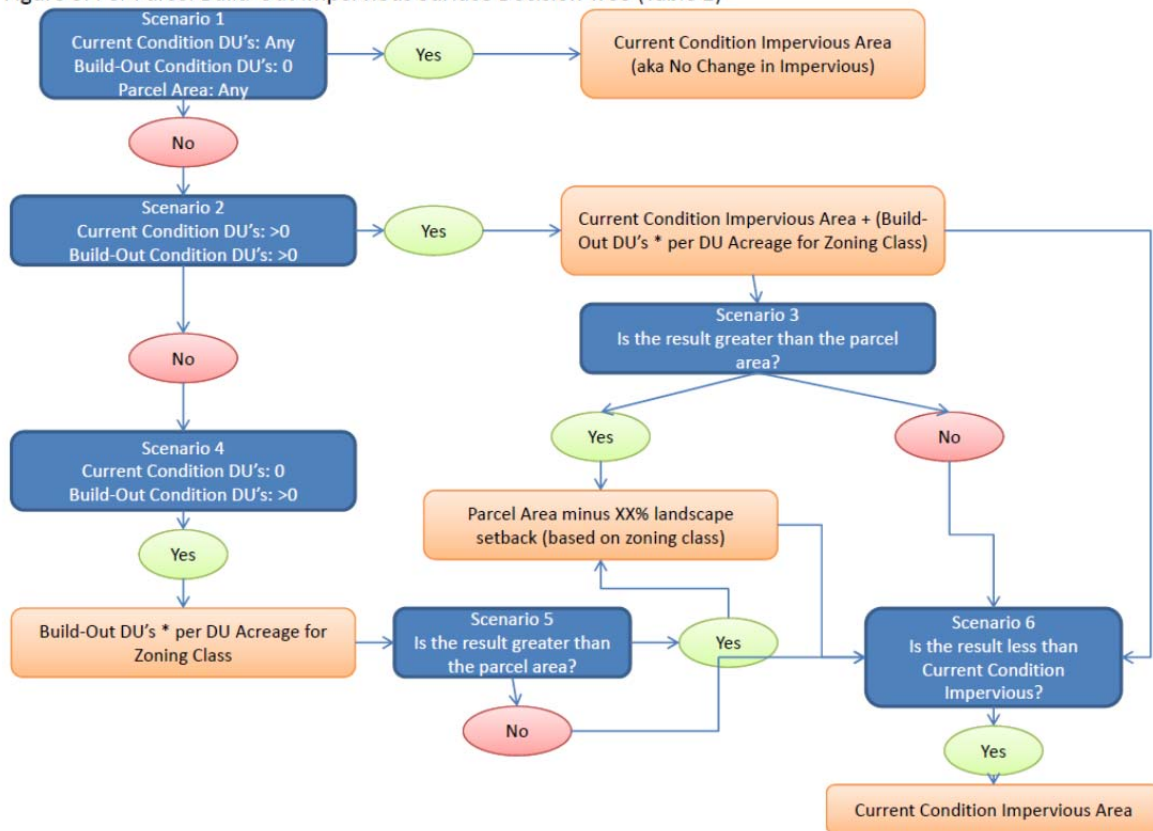 Scenario 1
Current Condition DU's: Any
Build-Out Condition DU's: 0
Parcel Area: Any
Yes
Current Condition Impervious Area
(aka No Change in Impervious)
No
Scenario 2
Current Condition DU's: >0
Build-Out Condition DU's: >0
Yes
Current Condition Impervious Area + (Build-
Out DU's * per DU Acreage for Zoning Class)
Scenario 3
Is the result greater than the parcel
area?
No
Yes
No
Scenario 4
Current Condition DU's: 0
Build-Out Condition DU's: >0
Parcel Area minus XX% landscape
setback (based on zoning class)
Yes
Build-Out DU's * per DU Acreage for
Zoning Class
Scenario 5
Is the result greater than
the parcel area?
Yes
No
Scenario 6
Is the result less than
Current Condition
Impervious?
Yes
Current Condition Impervious Area